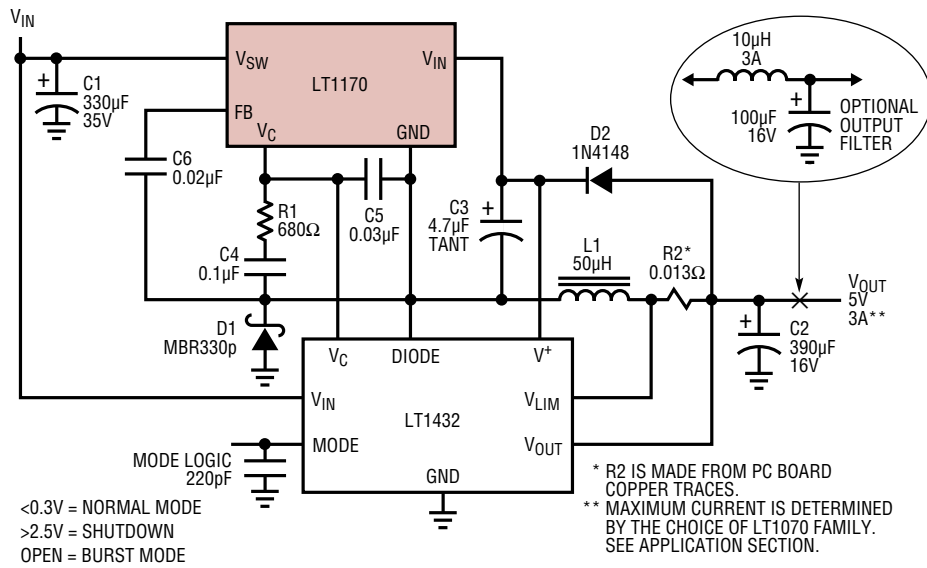 VIN
C1
330µF
35V
VSW
VIN
LT1170
FB
VC
GND
C6
0.02µF
R1
680Ω
C5
0.03µF
C4
0.1µF
C3
4.7µF
TANT
D2
1N4148
10µH
3A
100µF
16V
OPTIONAL
OUTPUT
FILTER
L1
50µH
R2*
0.013Ω
VOUT
5V
3A**
C2
390µF
16V
D1
MBR330p
VC
DIODE
V+
VIN
VLIM
LT1432
MODE
VOUT
GND
MODE LOGIC
220pF
<0.3V = NORMAL MODE
>2.5V = SHUTDOWN
OPEN = BURST MODE
* R2 IS MADE FROM PC BOARD
COPPER TRACES.
** MAXIMUM CURRENT IS DETERMINED
BY THE CHOICE OF LT1070 FAMILY.
SEE APPLICATION SECTION.